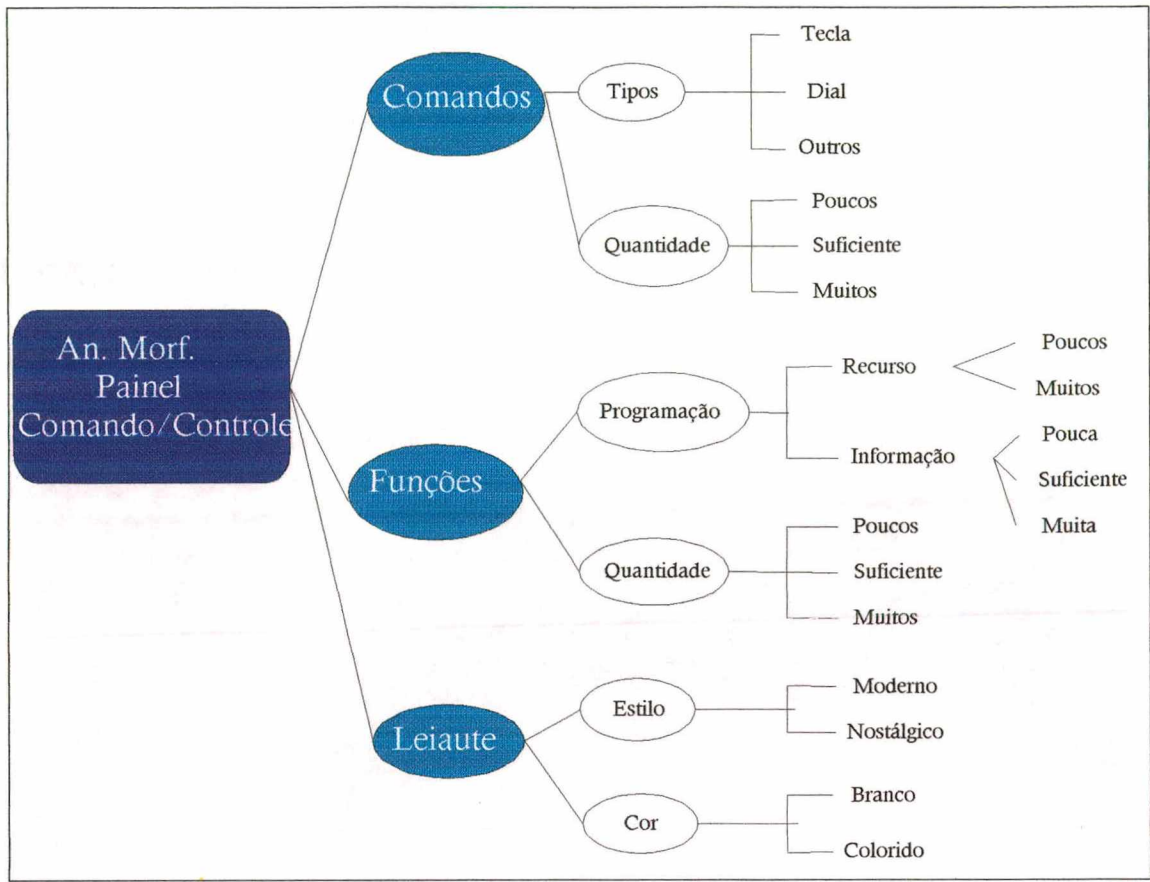 An. Morf.
Painel
Comando/Controle
Comandos
Tipos
Tecla
Dial
Outros
Quantidade
Poucos
Suficiente
Muitos
Funções
Programação
Recurso
Poucos
Muitos
Informação
Pouca
Suficiente
Muita
Quantidade
Poucos
Suficiente
Muitos
Leiaute
Estilo
Moderno
Nostálgico
Cor
Branco
Colorido